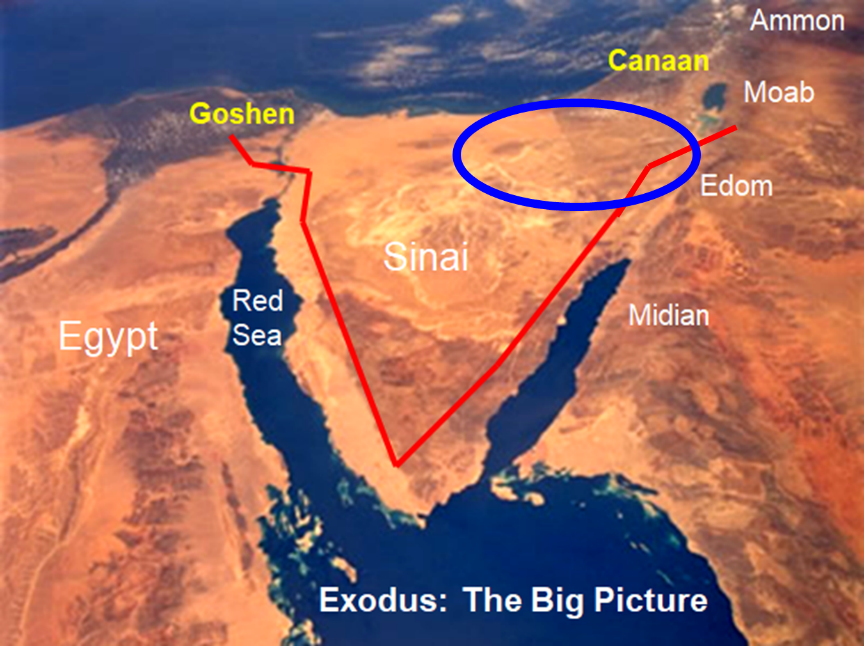 Ammon
Canaan
Moab
Goshen
Edom
Sinai
Red
Sea
Midian
Egypt
Exodus: The Big Picture